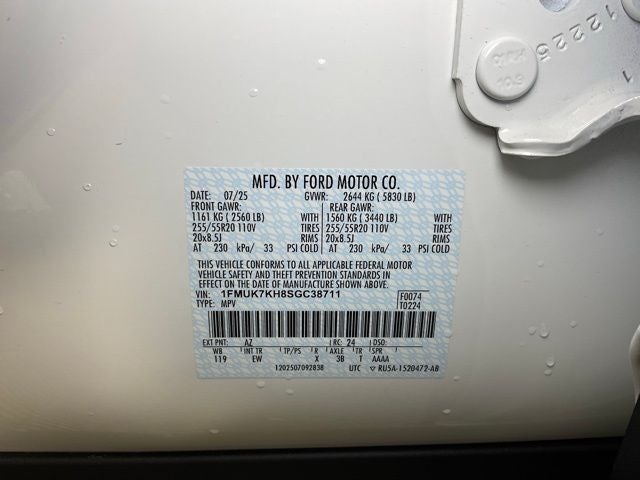 12225
10.9
1
MFD. BY FORD MOTOR CO.
DATE: 07/25 GVWR: 2644 KG ( 5830 LB)
FRONT GAWR: REAR GAWR:
1161 KG ( 2560 LB) WITH 1560 KG ( 3440 LB) WITH
255/55R20 110V TIRES 255/55R20 110V TIRES
20x8.5J RIMS 20x8.5J RIMS
AT 230 kPa/ 33 PSI COLD AT 230 kPa/ 33 PSI COLD
THIS VEHICLE CONFORMS TO ALL APPLICABLE FEDERAL MOTOR
VEHICLE SAFETY AND THEFT PREVENTION STANDARDS IN
EFFECT ON THE DATE OF MANUFACTURE SHOWN ABOVE.
VIN: 1FMUK7KH8SGC38711 F0074
TYPE: MPV T0224
EXT PNT: AZ RC: 24 DSO:
WB INT TR TP/PS R AXLE TR SPR
119 EW X 3B T AAAA
1202507092838 UTC ▽ RU5A-1520472-AB